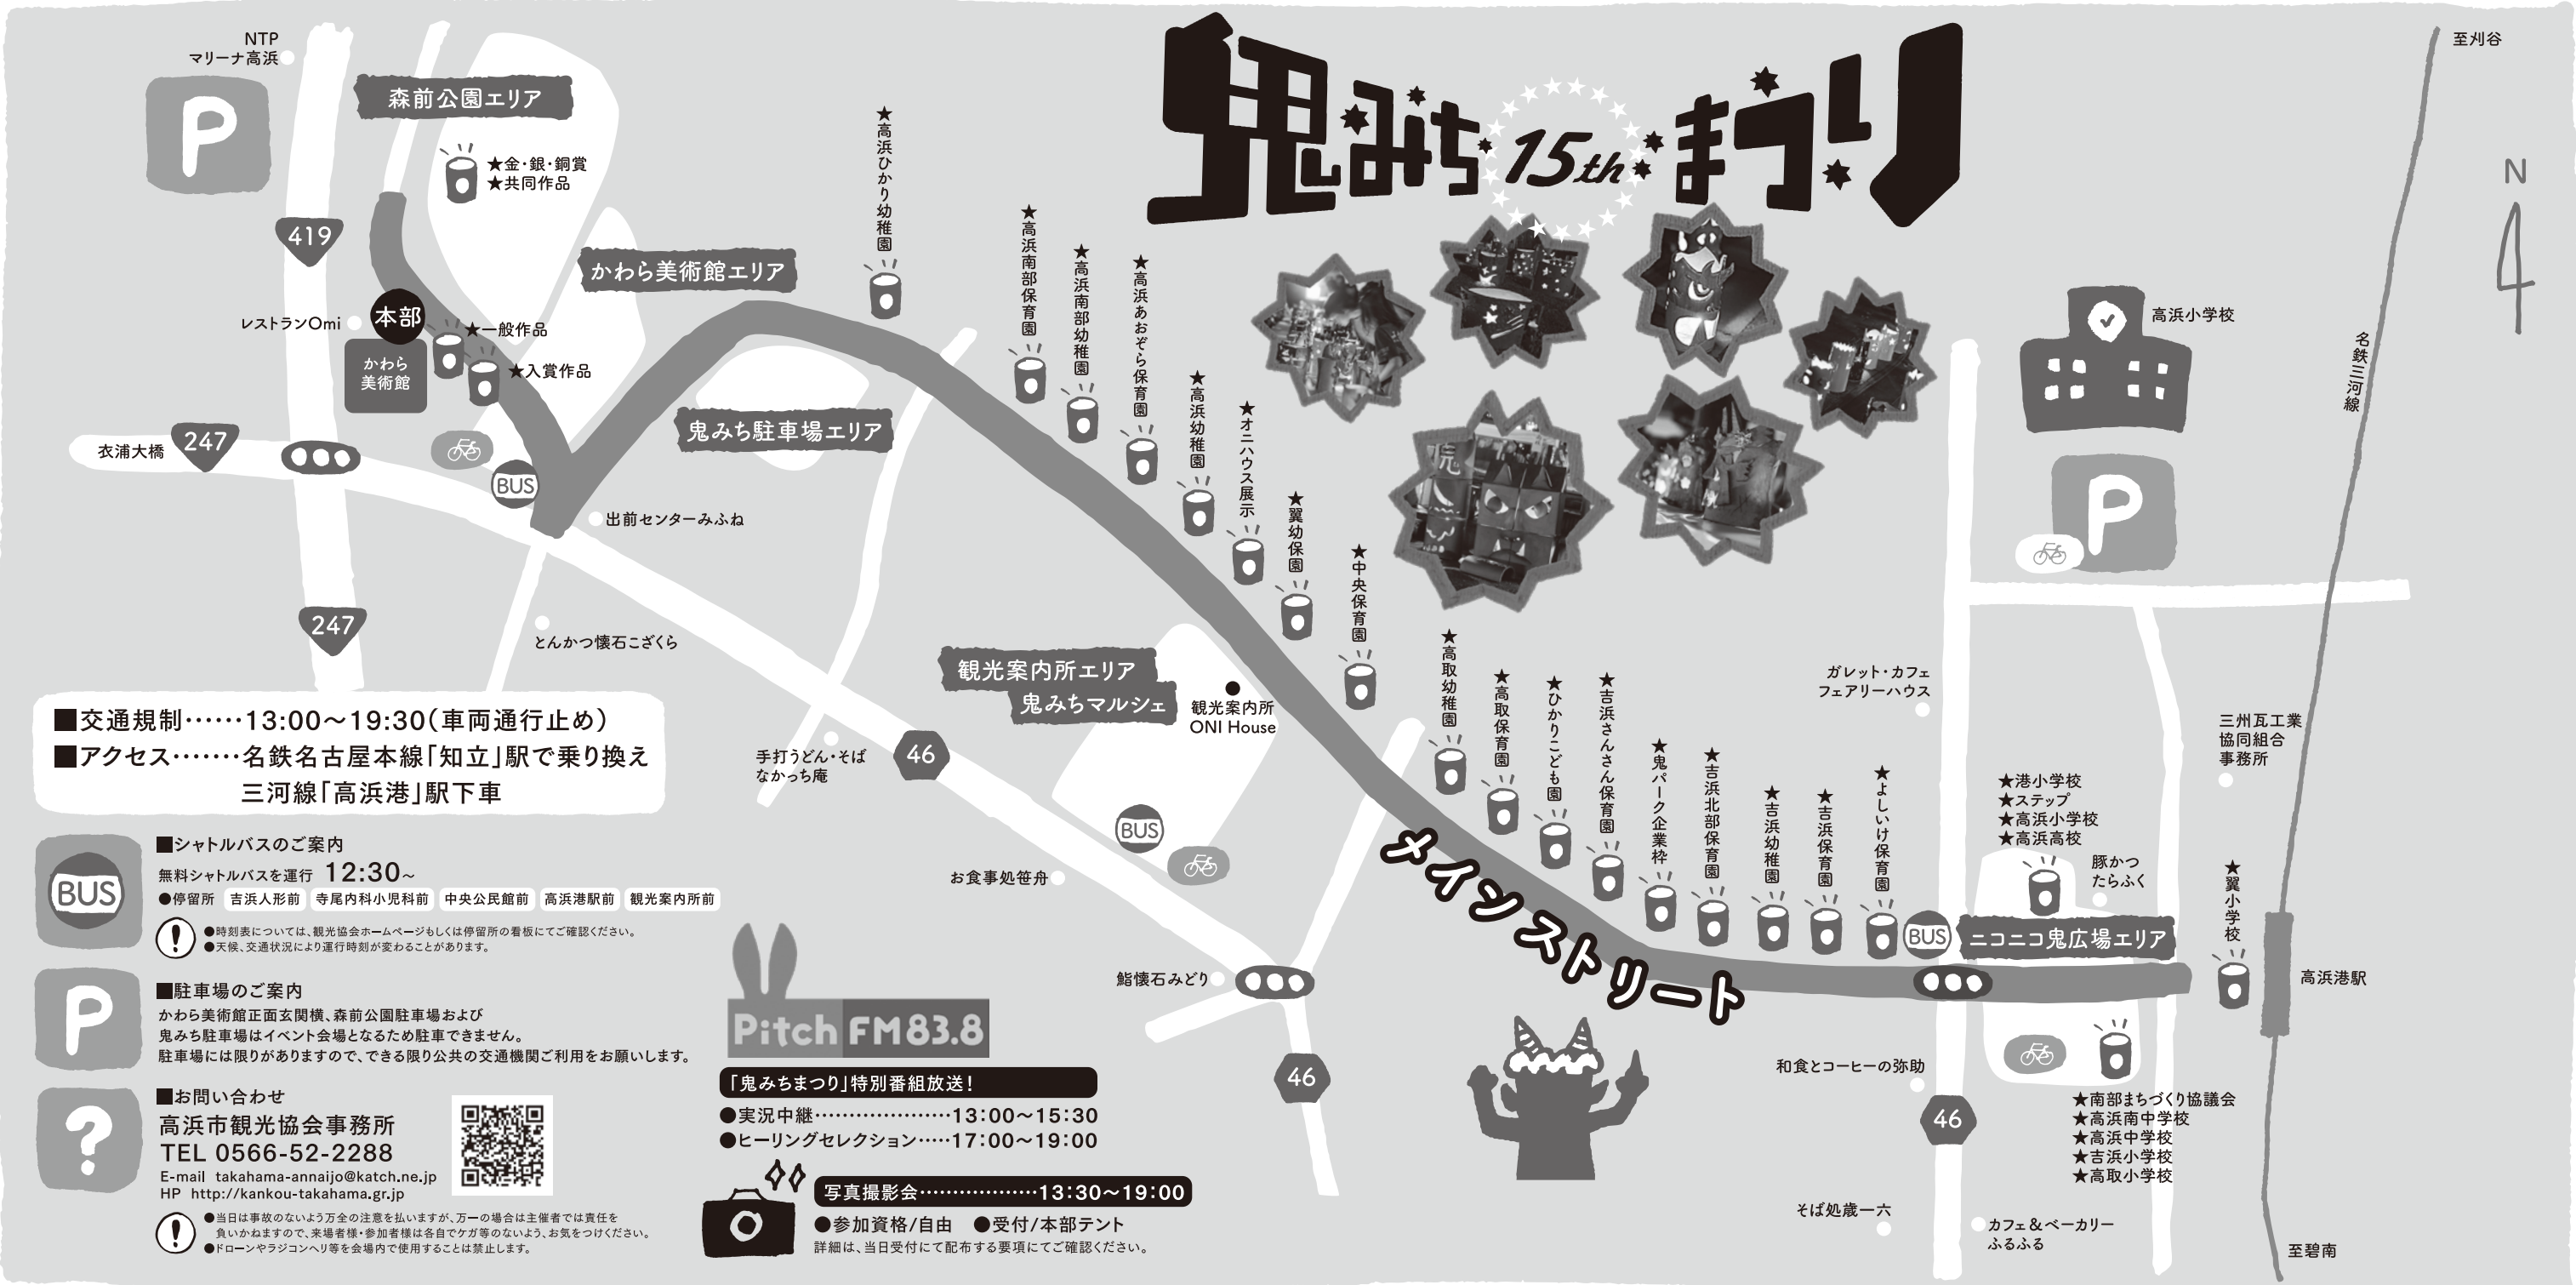 鬼みち
15th
まつり
NTP
マリーナ高浜
P
森前公園エリア
★金・銀・銅賞
★共同作品
419
かわら美術館エリア
レストランOmi
本部
★一般作品
かわら
美術館
★入賞作品
衣浦大橋
247
BUS
鬼みち駐車場エリア
出前センターみふね
247
とんかつ懐石こざくら
★高浜ひかり幼稚園
★高浜南部保育園
★高浜南部幼稚園
★高浜あおぞら保育園
★高浜幼稚園
★オニハウス展示
★翼幼保園
★中央保育園
★高取幼稚園
★高取保育園
★ひかりこども園
★吉浜さんさん保育園
★鬼パーク企業枠
★吉浜北部保育園
★吉浜幼稚園
★吉浜保育園
★よしいけ保育園
鬼
至刈谷
N
名鉄三河線
高浜小学校
P
観光案内所エリア
鬼みちマルシェ
観光案内所
ONI House
手打うどん・そば
なかっち庵
46
BUS
お食事処笹舟
鮨懐石みどり
46
メインストリート
ガレット・カフェ
フェアリーハウス
三州瓦工業
協同組合
事務所
★港小学校
★ステップ
★高浜小学校
★高浜高校
豚かつ
たらふく
BUS
ニコニコ鬼広場エリア
★翼小学校
高浜港駅
和食とコーヒーの弥助
46
★南部まちづくり協議会
★高浜南中学校
★高浜中学校
★吉浜小学校
★高取小学校
そば処歳一六
カフェ&ベーカリー
ふるふる
至碧南
■交通規制……13:00～19:30(車両通行止め)
■アクセス……名鉄名古屋本線「知立」駅で乗り換え
三河線「高浜港」駅下車
BUS
■シャトルバスのご案内
無料シャトルバスを運行 12:30～
●停留所 吉浜人形前 寺尾内科小児科前 中央公民館前 高浜港駅前 観光案内所前
●時刻表については、観光協会ホームページもしくは停留所の看板にてご確認ください。
●天候、交通状況により運行時刻が変わることがあります。
P
■駐車場のご案内
かわら美術館正面玄関横、森前公園駐車場および
鬼みち駐車場はイベント会場となるため駐車できません。
駐車場には限りがありますので、できる限り公共の交通機関ご利用をお願いします。
?
■お問い合わせ
高浜市観光協会事務所
TEL 0566-52-2288
E-mail takahama-annaijo@katch.ne.jp
HP http://kankou-takahama.gr.jp
●当日は事故のないよう万全の注意を払いますが、万一の場合は主催者では責任を
負いかねますので、来場者様・参加者様は各自でケガ等のないよう、お気をつけください。
●ドローンやラジコンヘリ等を会場内で使用することは禁止します。
Pitch FM 83.8
「鬼みちまつり」特別番組放送!
●実況中継…………………13:00～15:30
●ヒーリングセレクション……17:00～19:00
写真撮影会………………13:30～19:00
●参加資格/自由 ●受付/本部テント
詳細は、当日受付にて配布する要項にてご確認ください。